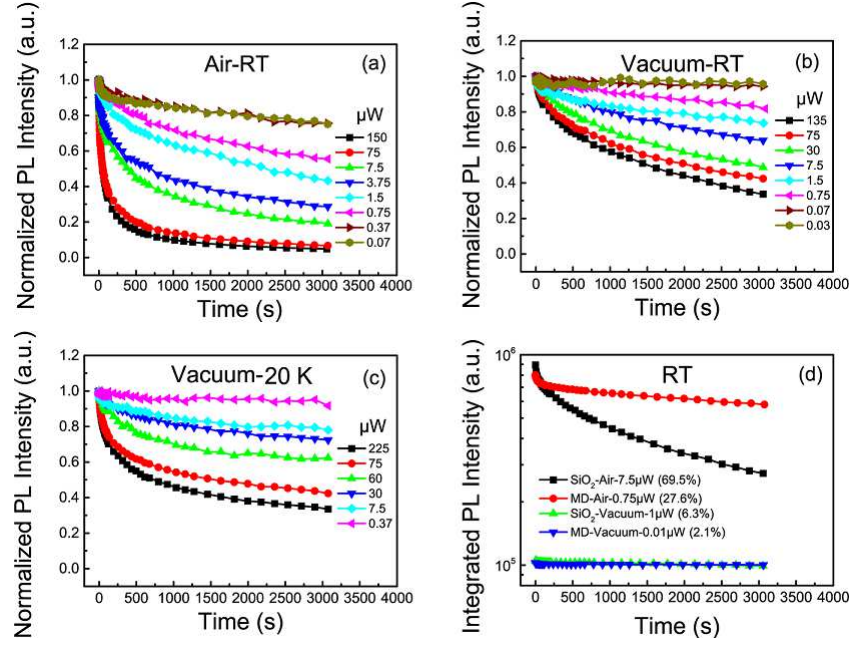 Air-RT
(a)
Normalized PL Intensity (a.u.)
1.2
1.0
0.8
0.6
0.4
0.2
0.0
μW
150
75
7.5
3.75
1.5
0.75
0.37
0.07
0 500 1000 1500 2000 2500 3000 3500 4000
Time (s)
Vacuum-RT
(b)
Normalized PL Intensity (a.u.)
1.2
1.0
0.8
0.6
0.4
0.2
0.0
μW
135
75
30
7.5
1.5
0.75
0.07
0.03
0 500 1000 1500 2000 2500 3000 3500 4000
Time (s)
Vacuum-20 K
(c)
Normalized PL Intensity (a.u.)
1.2
1.0
0.8
0.6
0.4
0.2
0.0
μW
225
75
60
30
7.5
0.37
0 500 1000 1500 2000 2500 3000 3500 4000
Time (s)
RT
(d)
Integrated PL Intensity (a.u.)
10⁶
10⁵
SiO₂-Air-7.5μW (69.5%)
MD-Air-0.75μW (27.6%)
SiO₂-Vacuum-1μW (6.3%)
MD-Vacuum-0.01μW (2.1%)
0 500 1000 1500 2000 2500 3000 3500 4000
Time (s)